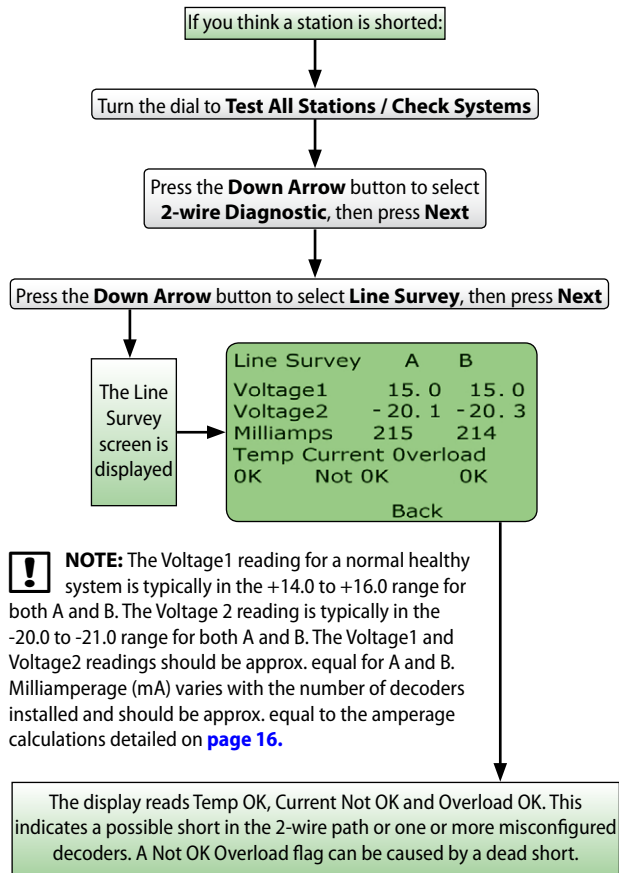 If you think a station is shorted:
Turn the dial to Test All Stations / Check Systems
Press the Down Arrow button to select
2-wire Diagnostic, then press Next
Press the Down Arrow button to select Line Survey, then press Next
The Line
Survey
screen is
displayed
Line Survey A B
Voltage1 15.0 15.0
Voltage2 -20.1 -20.3
Milliamps 215 214
Temp Current 0verload
0K Not 0K 0K
Back
! NOTE: The Voltage1 reading for a normal healthy
system is typically in the +14.0 to +16.0 range for
both A and B. The Voltage 2 reading is typically in the
-20.0 to -21.0 range for both A and B. The Voltage1 and
Voltage2 readings should be approx. equal for A and B.
Milliamperage (mA) varies with the number of decoders
installed and should be approx. equal to the amperage
calculations detailed on page 16.
The display reads Temp OK, Current Not OK and Overload OK. This
indicates a possible short in the 2-wire path or one or more misconfigured
decoders. A Not OK Overload flag can be caused by a dead short.